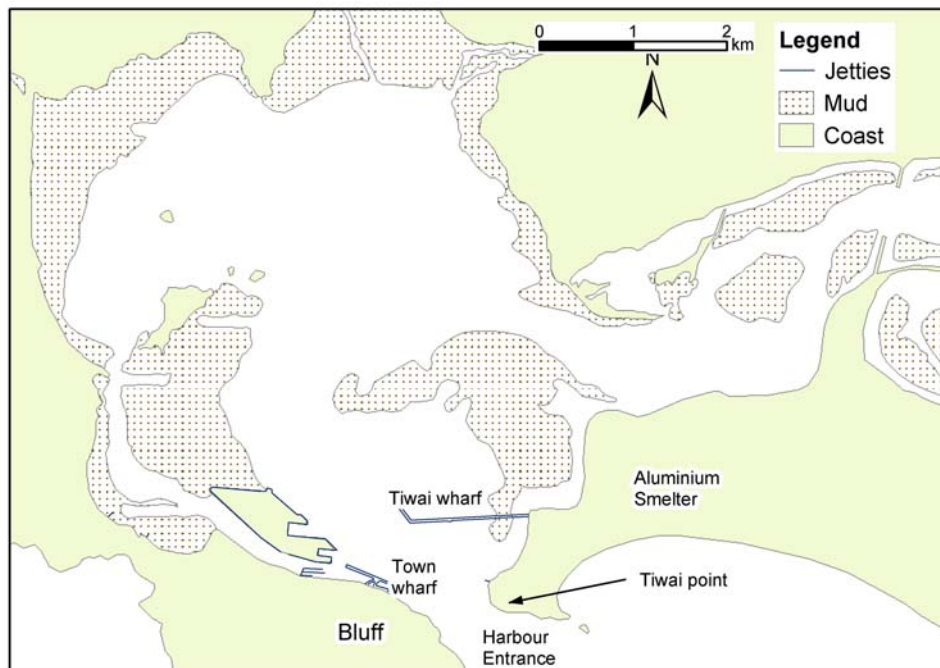 0 1 2
km
N
Legend
Jetties
Mud
Coast
Aluminium
Smelter
Tiwai wharf
Town
wharf
Tiwai point
Bluff
Harbour
Entrance